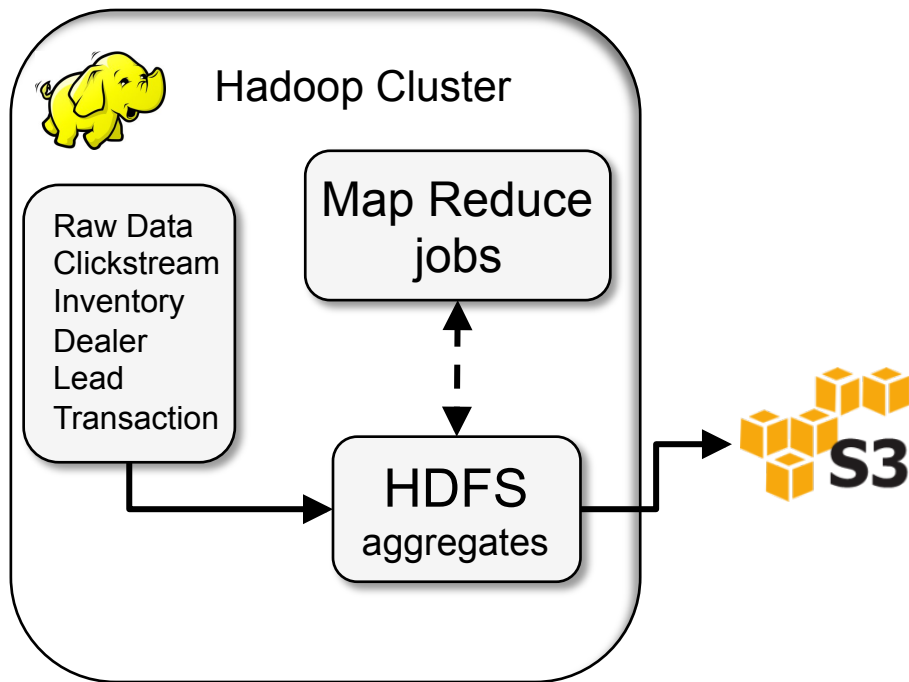 Hadoop Cluster
Map Reduce
jobs
Raw Data
Clickstream
Inventory
Dealer
Lead
Transaction
HDFS
aggregates
S3